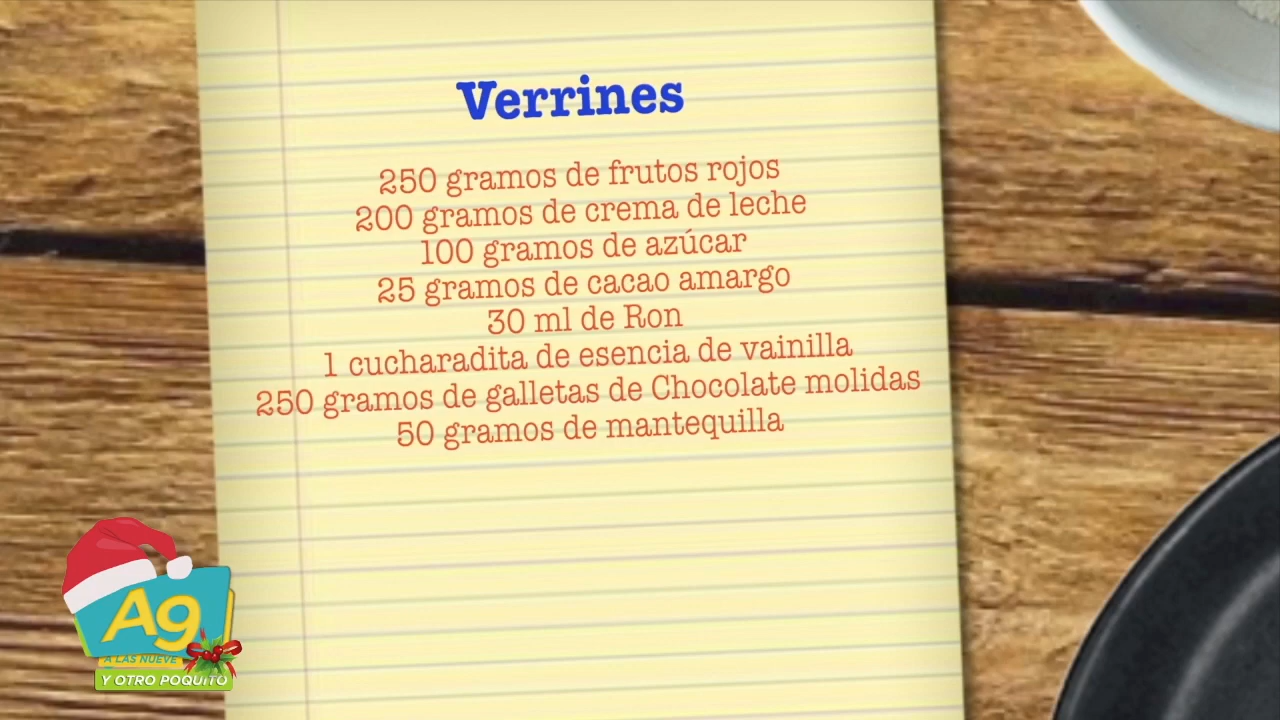 Verrines
250 gramos de frutos rojos
200 gramos de crema de leche
100 gramos de azúcar
25 gramos de cacao amargo
30 ml de Ron
1 cucharadita de esencia de vainilla
250 gramos de galletas de Chocolate molidas
50 gramos de mantequilla
A9
A LAS NUEVE
Y OTRO POQUITO